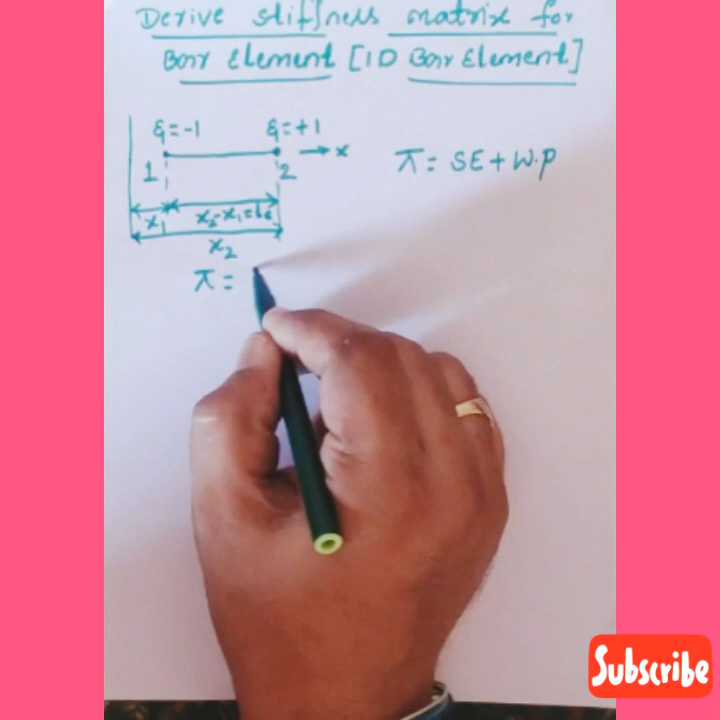 Derive stiffness matrix for
Bar Element [1D Bar Element]
ξ=-1 ξ=+1
1 2 → x
π = SE + W.P
x₁ x₂-x₁=le
x₂
π =
Subscribe